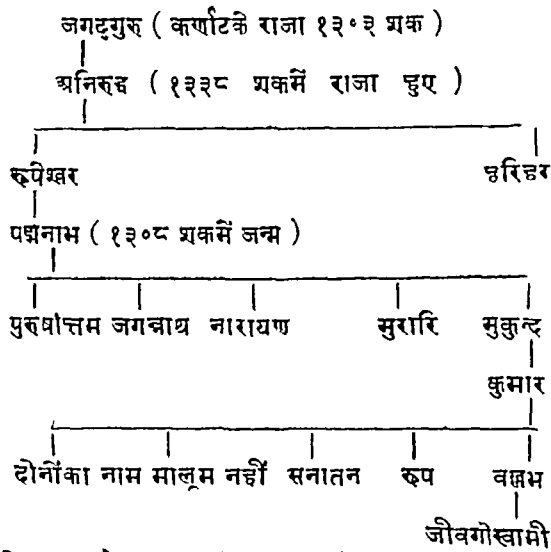 जगद्गुरु ( कर्णाटके राजा १३०३ शक )
अनिरुद्ध ( १३३८ शकमें राजा हुए )
रूपेश्वर हरिहर
पद्मनाभ ( १३०८ शकमें जन्म )
पुरुषोत्तम जगन्नाथ नारायण मुरारि मुकुन्द
कुमार
दोनोंका नाम मालूम नहीं सनातन रूप वल्लभ
जीवगोस्वामी